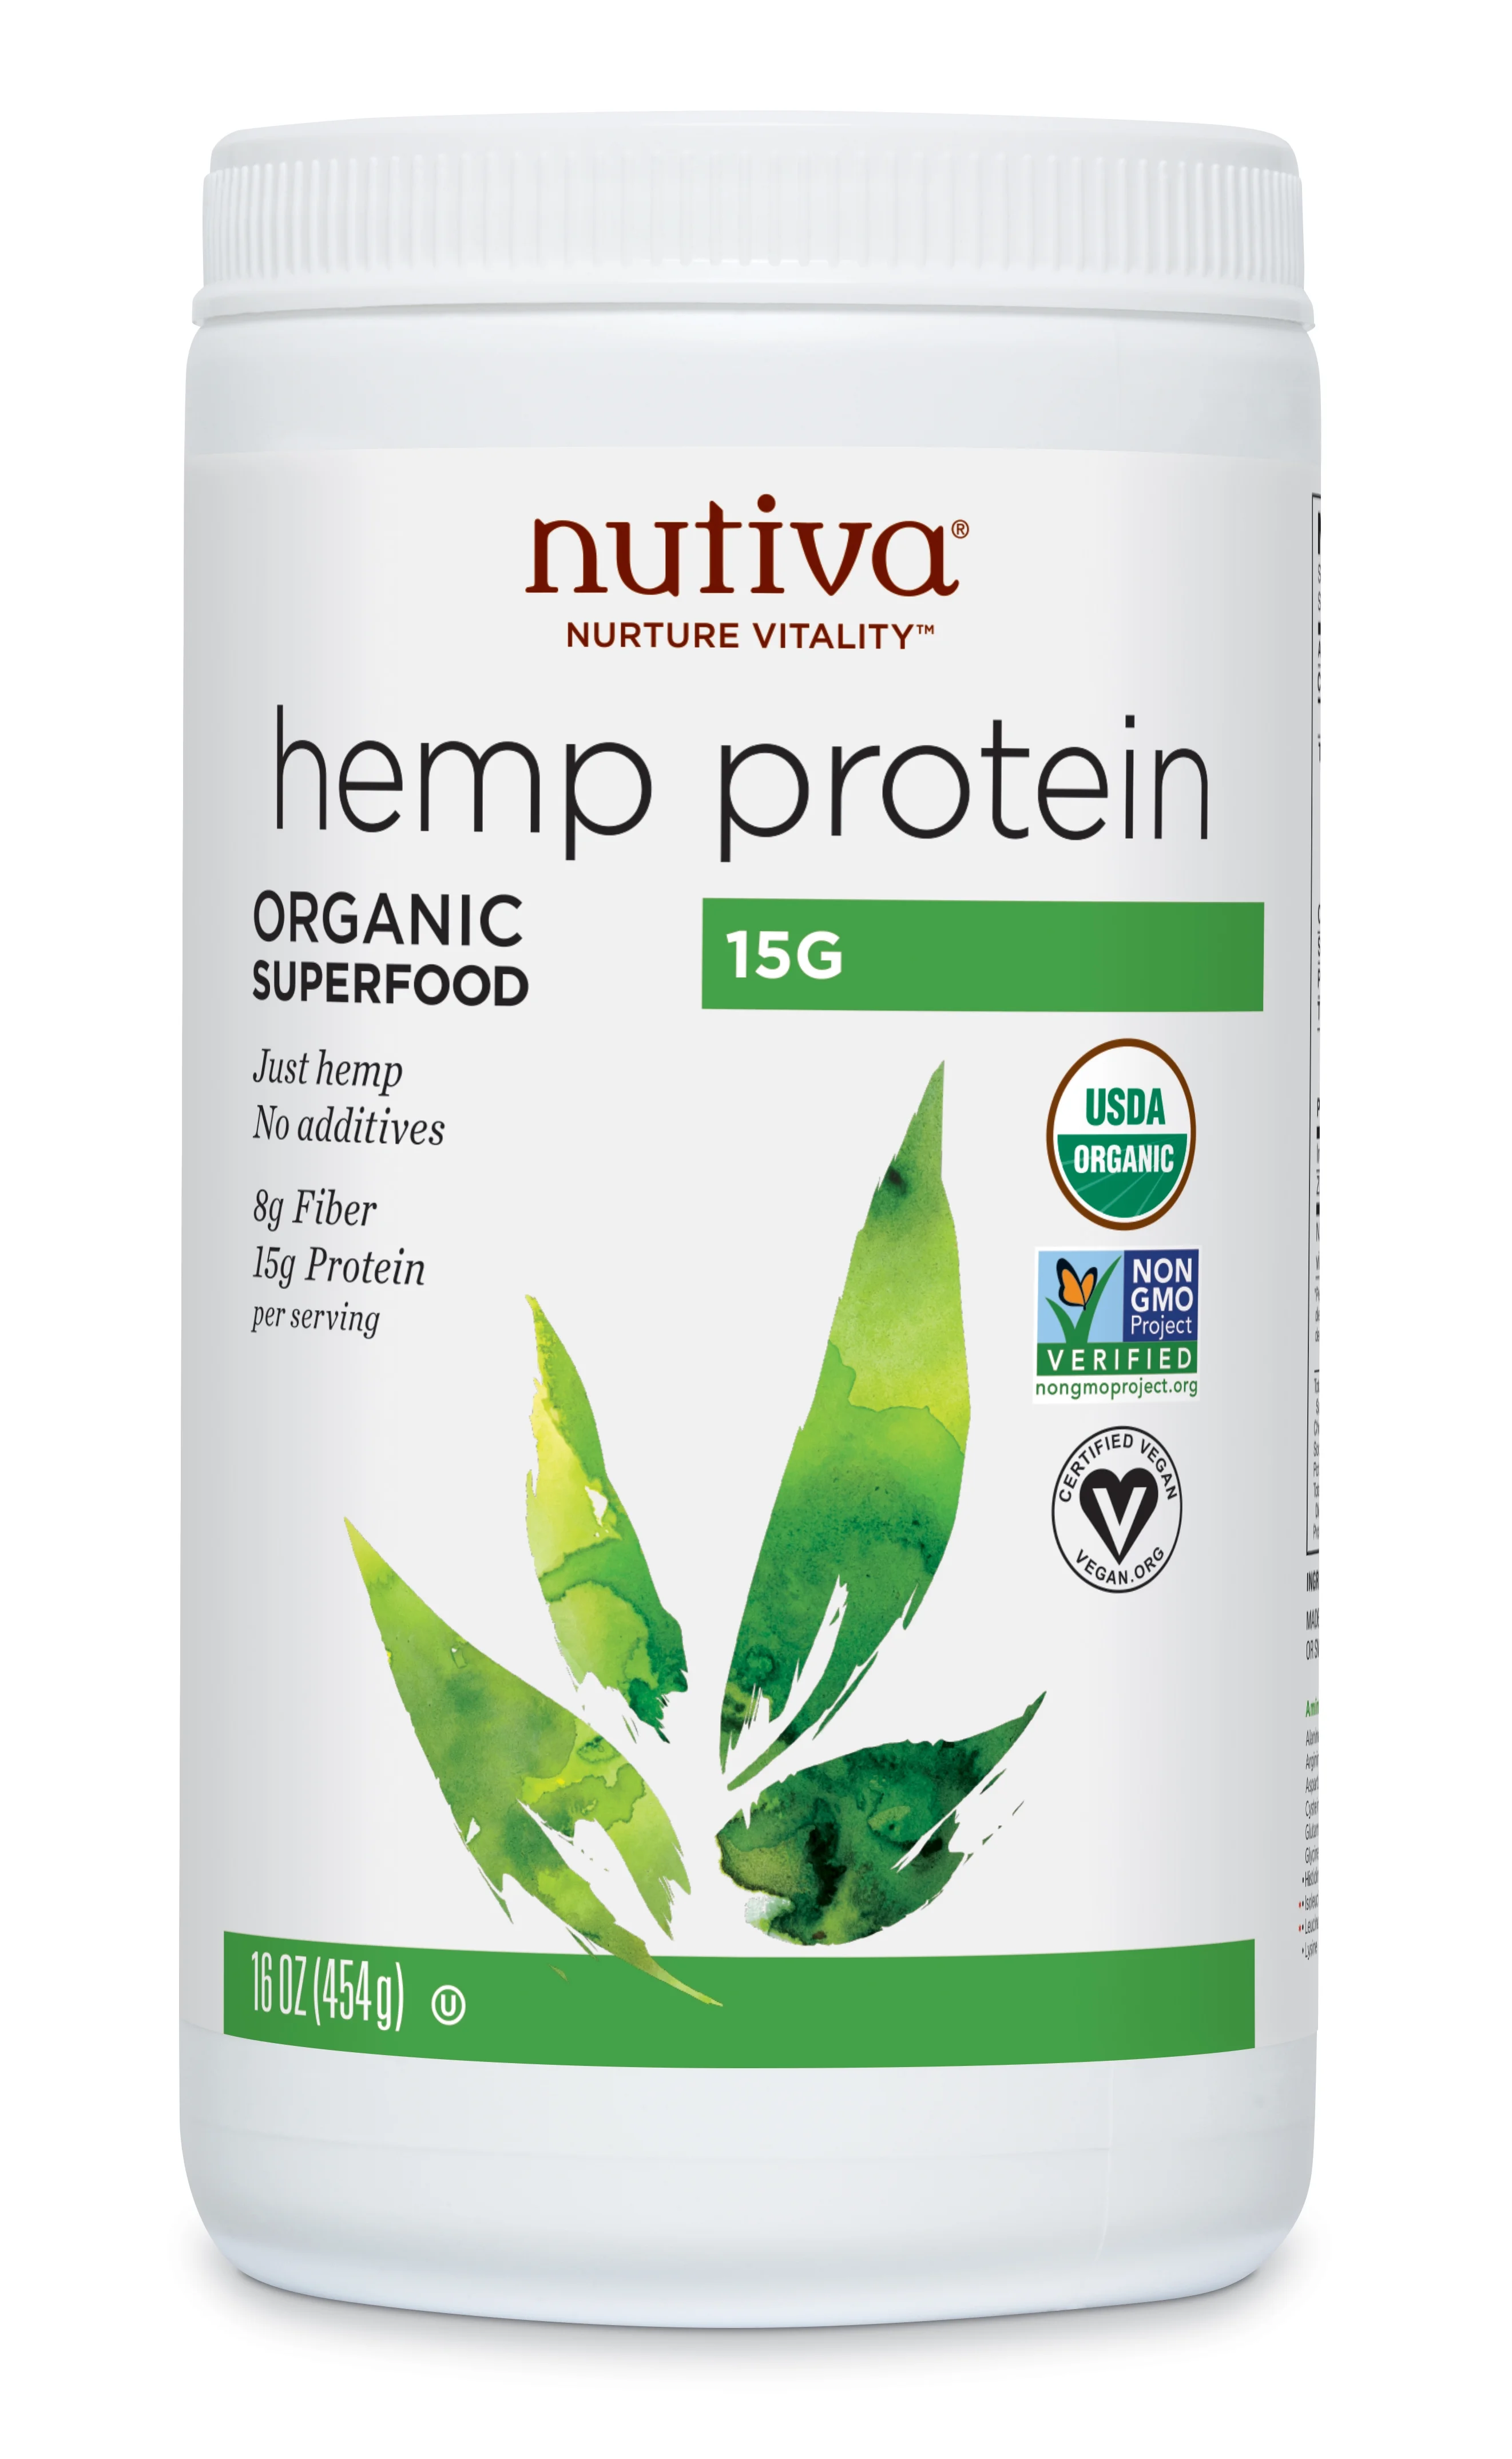 nutiva®
NURTURE VITALITY™
hemp protein
ORGANIC
SUPERFOOD
15G
Just hemp
No additives
8g Fiber
15g Protein
per serving
USDA
ORGANIC
NON
GMO
Project
VERIFIED
nongmoproject.org
CERTIFIED VEGAN
V
VEGAN.ORG
16 OZ (454g) U